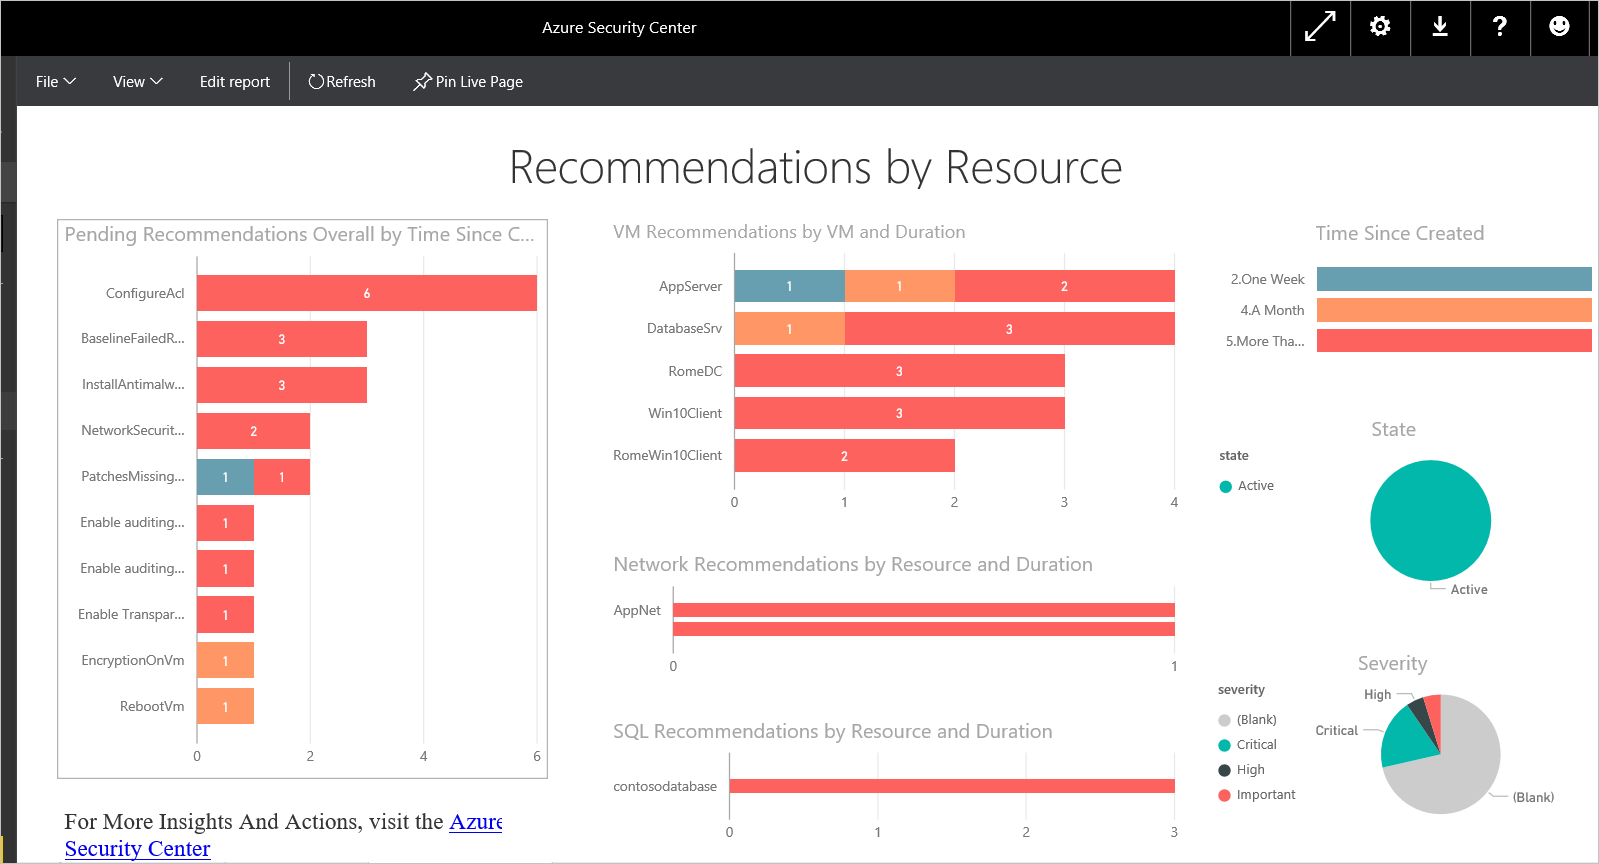 Azure Security Center
?
File View Edit report Refresh Pin Live Page
Recommendations by Resource
Pending Recommendations Overall by Time Since C...
ConfigureAcl 6
BaselineFailedR... 3
InstallAntimalw... 3
NetworkSecurit... 2
PatchesMissing... 1 1
Enable auditing... 1
Enable auditing... 1
Enable Transpar... 1
EncryptionOnVm 1
RebootVm 1
0 2 4 6
For More Insights And Actions, visit the Azure
Security Center
VM Recommendations by VM and Duration
AppServer 1 1 2
DatabaseSrv 1 3
RomeDC 3
Win10Client 3
RomeWin10Client 2
0 1 2 3 4
Network Recommendations by Resource and Duration
AppNet
0 1
SQL Recommendations by Resource and Duration
contosodatabase
0 1 2 3
Time Since Created
2.One Week
4.A Month
5.More Tha...
State
state
Active
Active
Severity
severity
(Blank)
Critical
High
Important
High
Critical
(Blank)